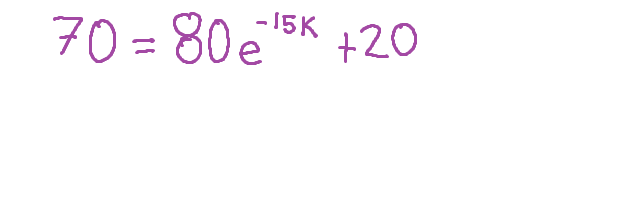 70 = 80e^{-15K} + 20